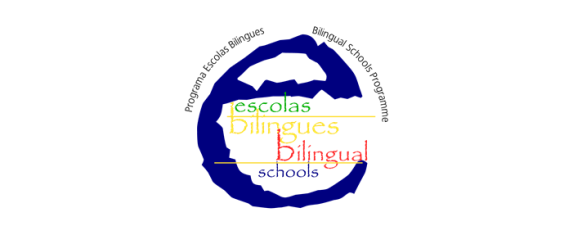 Programa Escolas Bilingues
Bilingual Schools Programme
escolas
bilingues
bilingual
schools